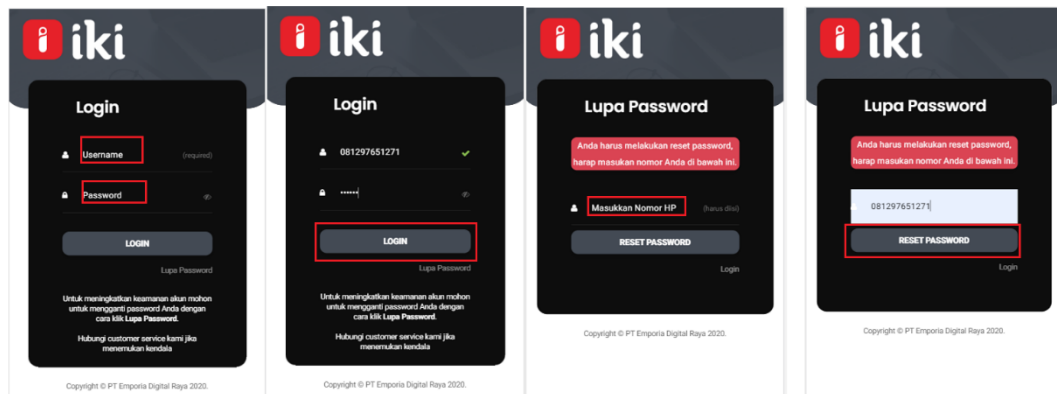 iki
Login
Username (required)
Password
LOGIN
Lupa Password
Untuk meningkatkan keamanan akun mohon
untuk mengganti password Anda dengan
cara klik Lupa Password.
Hubungi customer service kami jika
menemukan kendala
Copyright © PT Emporia Digital Raya 2020.
iki
Login
081297651271
LOGIN
Lupa Password
Untuk meningkatkan keamanan akun mohon
untuk mengganti password Anda dengan
cara klik Lupa Password.
Hubungi customer service kami jika
menemukan kendala
Copyright © PT Emporia Digital Raya 2020.
iki
Lupa Password
Anda harus melakukan reset password,
harap masukan nomor Anda di bawah ini.
Masukkan Nomor HP (harus diisi)
RESET PASSWORD
Login
Copyright © PT Emporia Digital Raya 2020.
iki
Lupa Password
Anda harus melakukan reset password,
harap masukan nomor Anda di bawah ini.
081297651271
RESET PASSWORD
Login
Copyright © PT Emporia Digital Raya 2020.